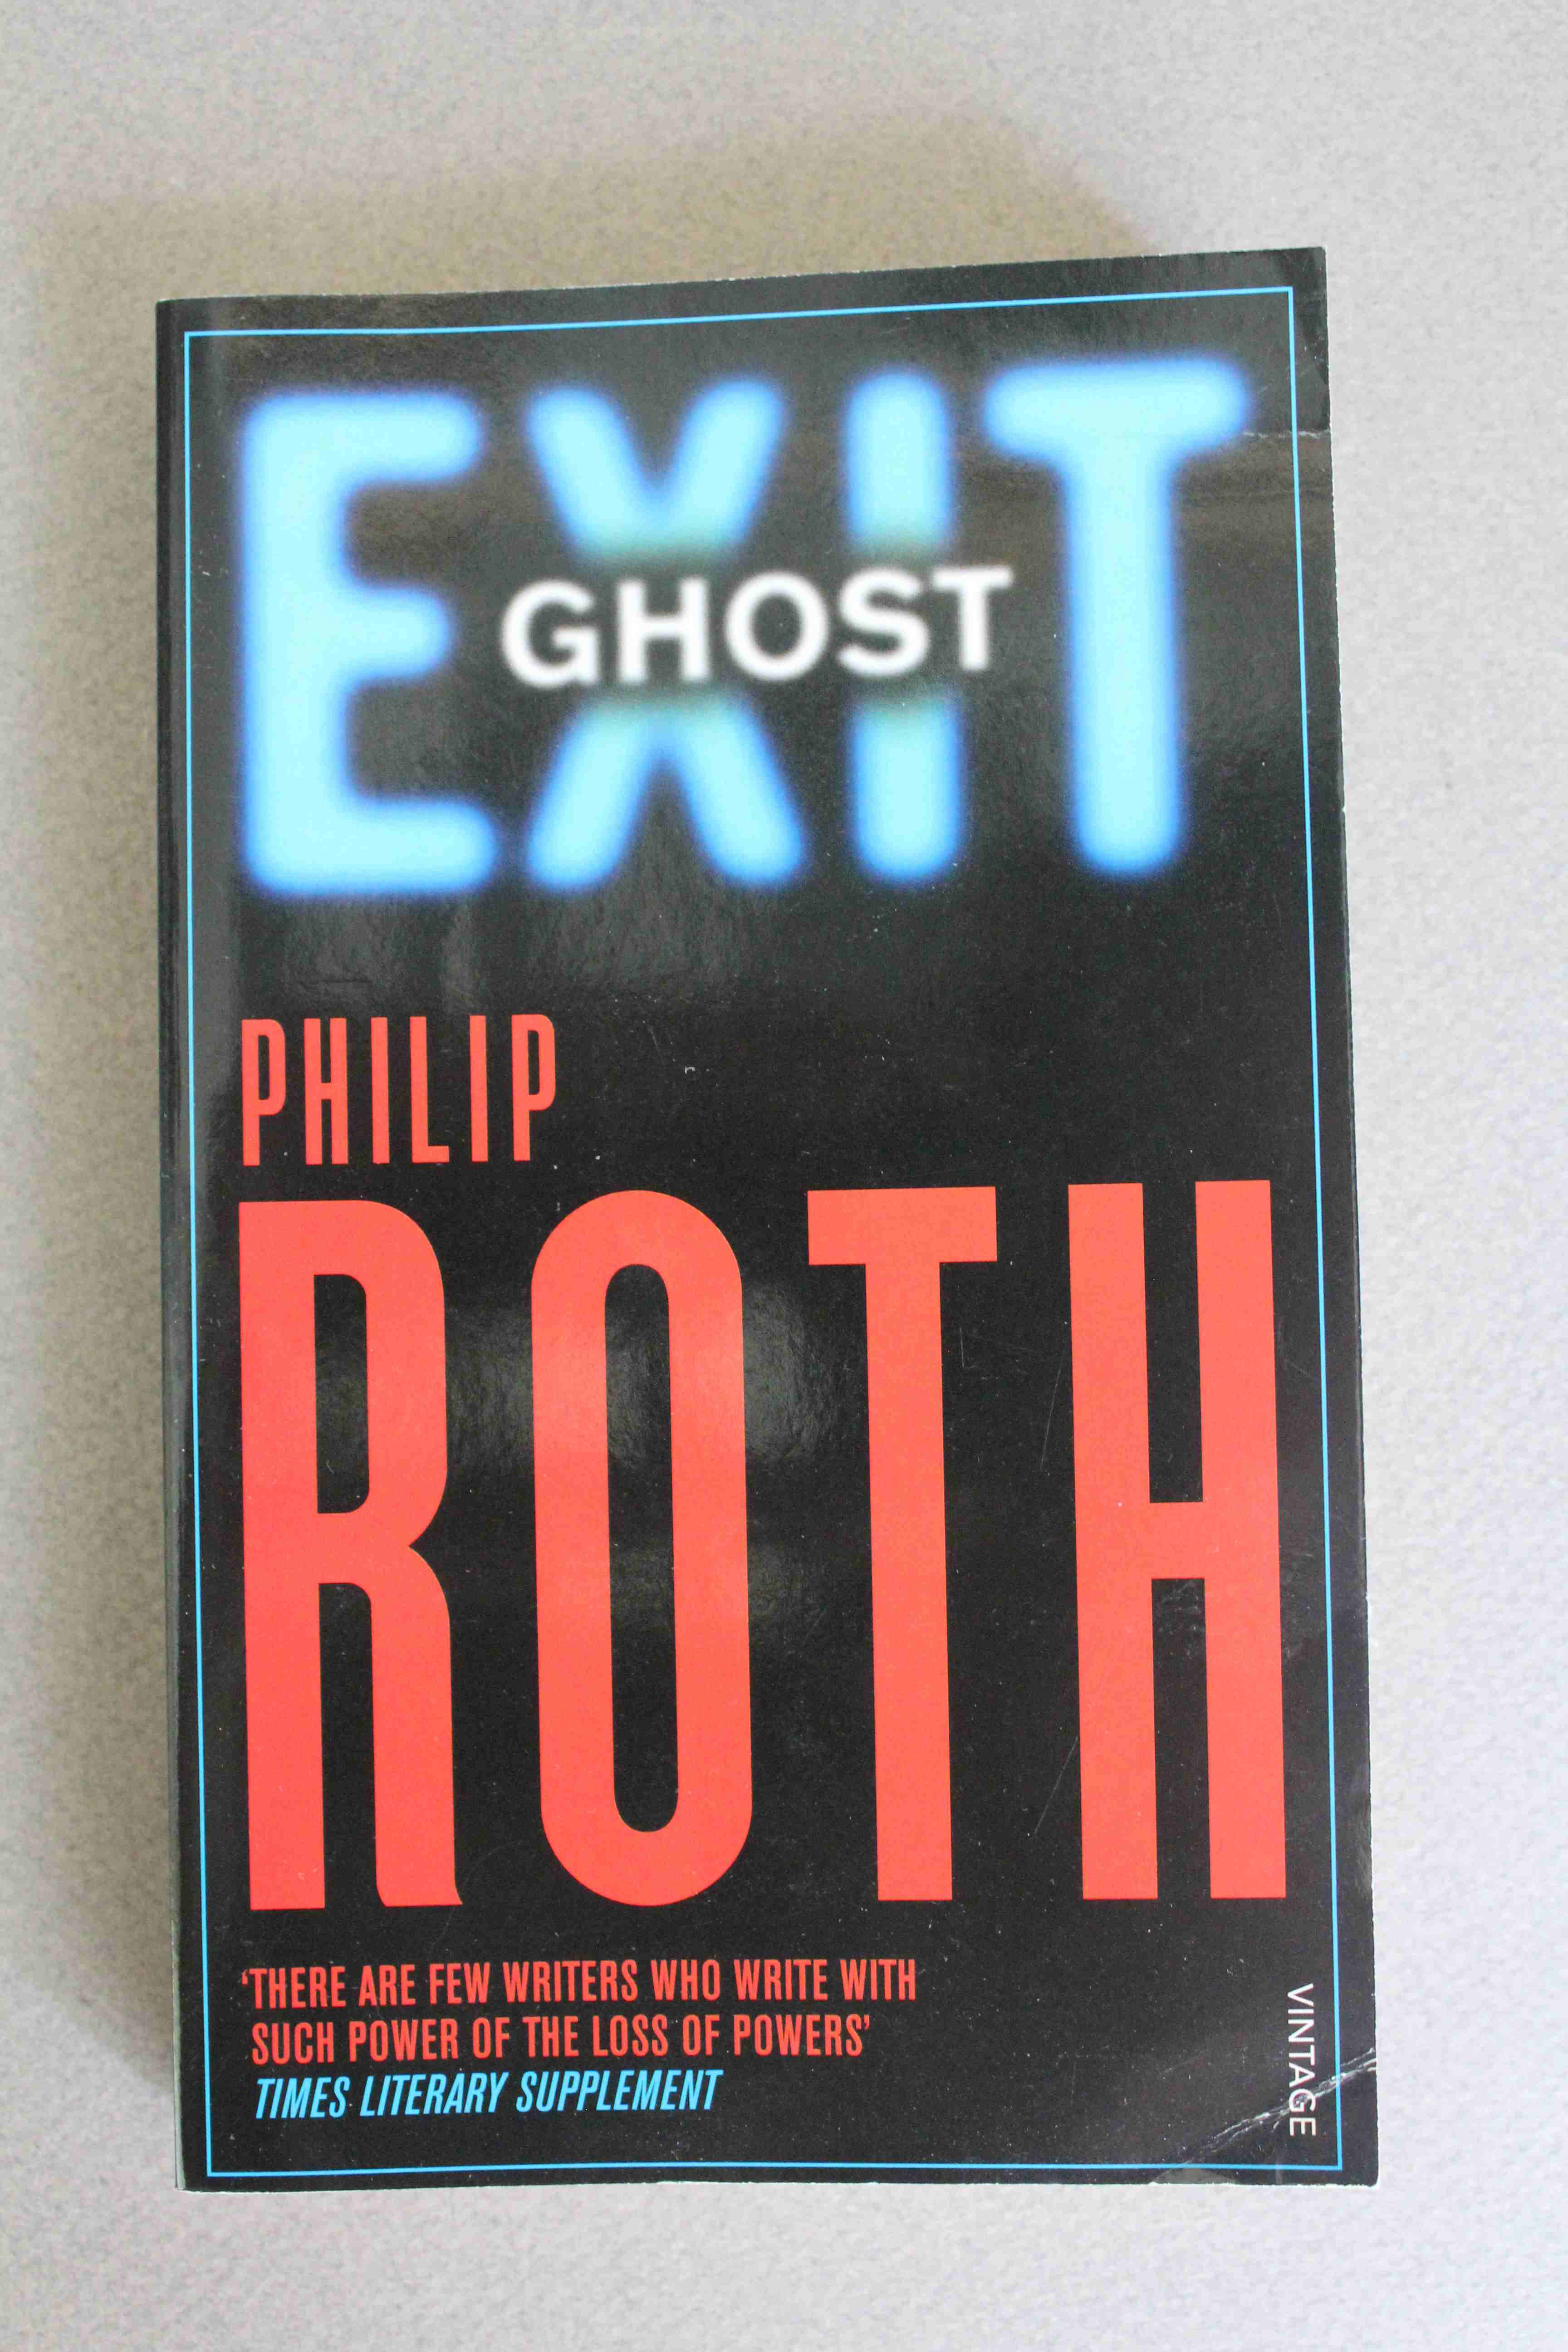 EXIT
GHOST
PHILIP
ROTH
‘THERE ARE FEW WRITERS WHO WRITE WITH
SUCH POWER OF THE LOSS OF POWERS’
TIMES LITERARY SUPPLEMENT
VINTAGE